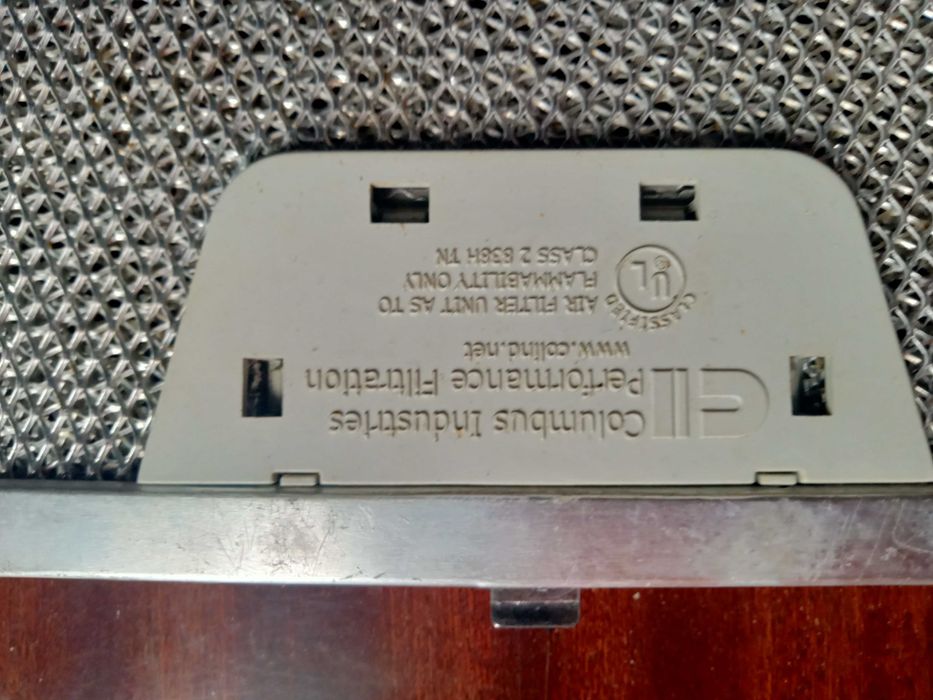 Columbus Industries
Performance Filtration
www.colind.net
UL
CLASSIFIED
AIR FILTER UNIT AS TO
FLAMMABILITY ONLY
CLASS 2 838H TN